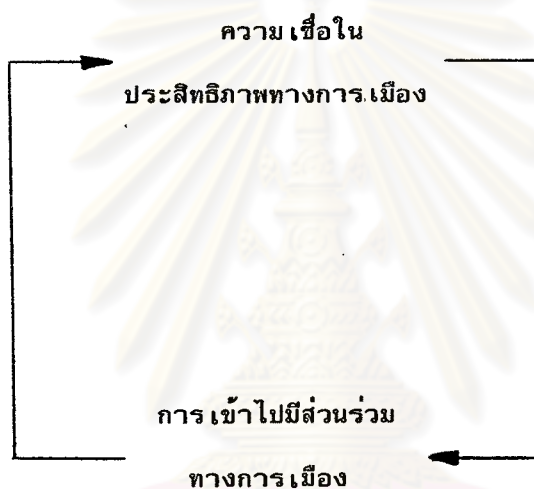 ความเชื่อใน
ประสิทธิภาพทางการเมือง
การเข้าไปมีส่วนร่วม
ทางการเมือง